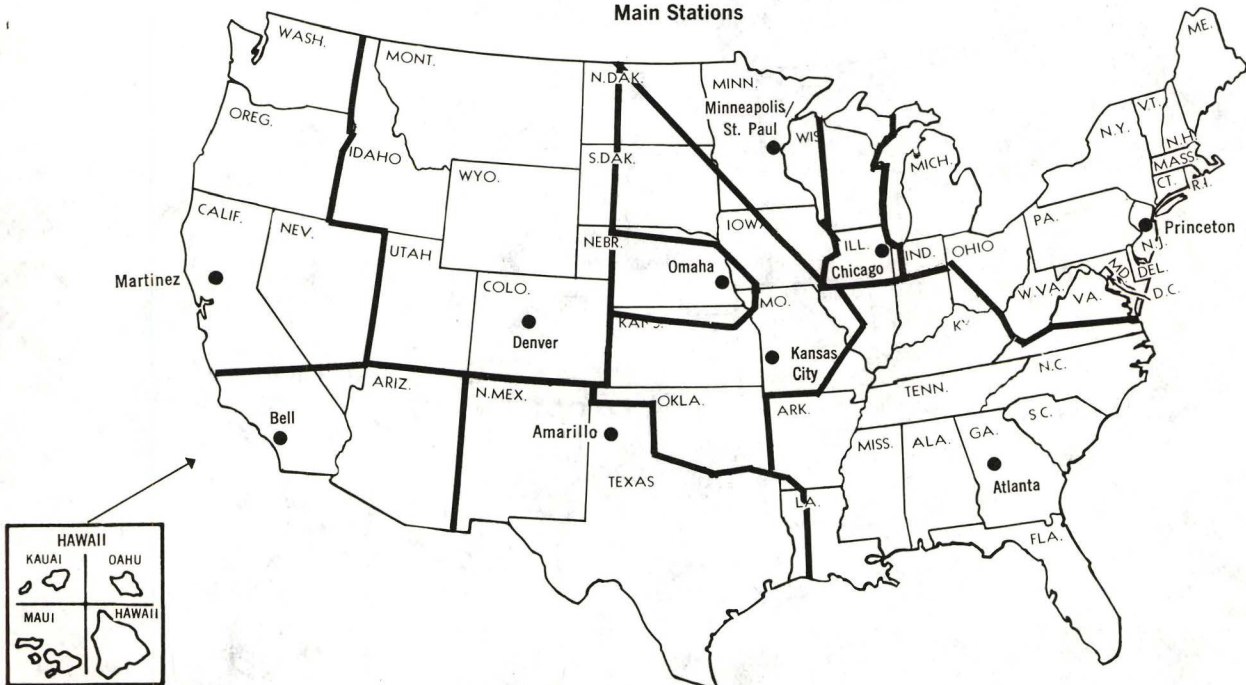 Main Stations
WASH.
MONT.
N.DAK.
MINN.
Minneapolis/
St. Paul
ME.
OREG.
IDAHO
S.DAK.
WIS
MICH.
N.Y.
V.T.
N.H.
MASS.
CT.
R.I.
WYO.
CALIF.
NEV.
UTAH
NEBR.
IOWA
ILL.
Chicago
IND.
OHIO
PA.
Princeton
N.J.
Martinez
Omaha
COLO.
Denver
KANS.
MO.
Kansas
City
KY.
W.VA.
VA.
MD.
DEL.
D.C.
ARIZ.
N.MEX.
OKLA.
ARK.
TENN.
N.C.
Bell
Amarillo
TEXAS
MISS.
ALA.
GA.
S.C.
Atlanta
LA.
FLA.
HAWAII
KAUAI
OAHU
MAUI
HAWAII